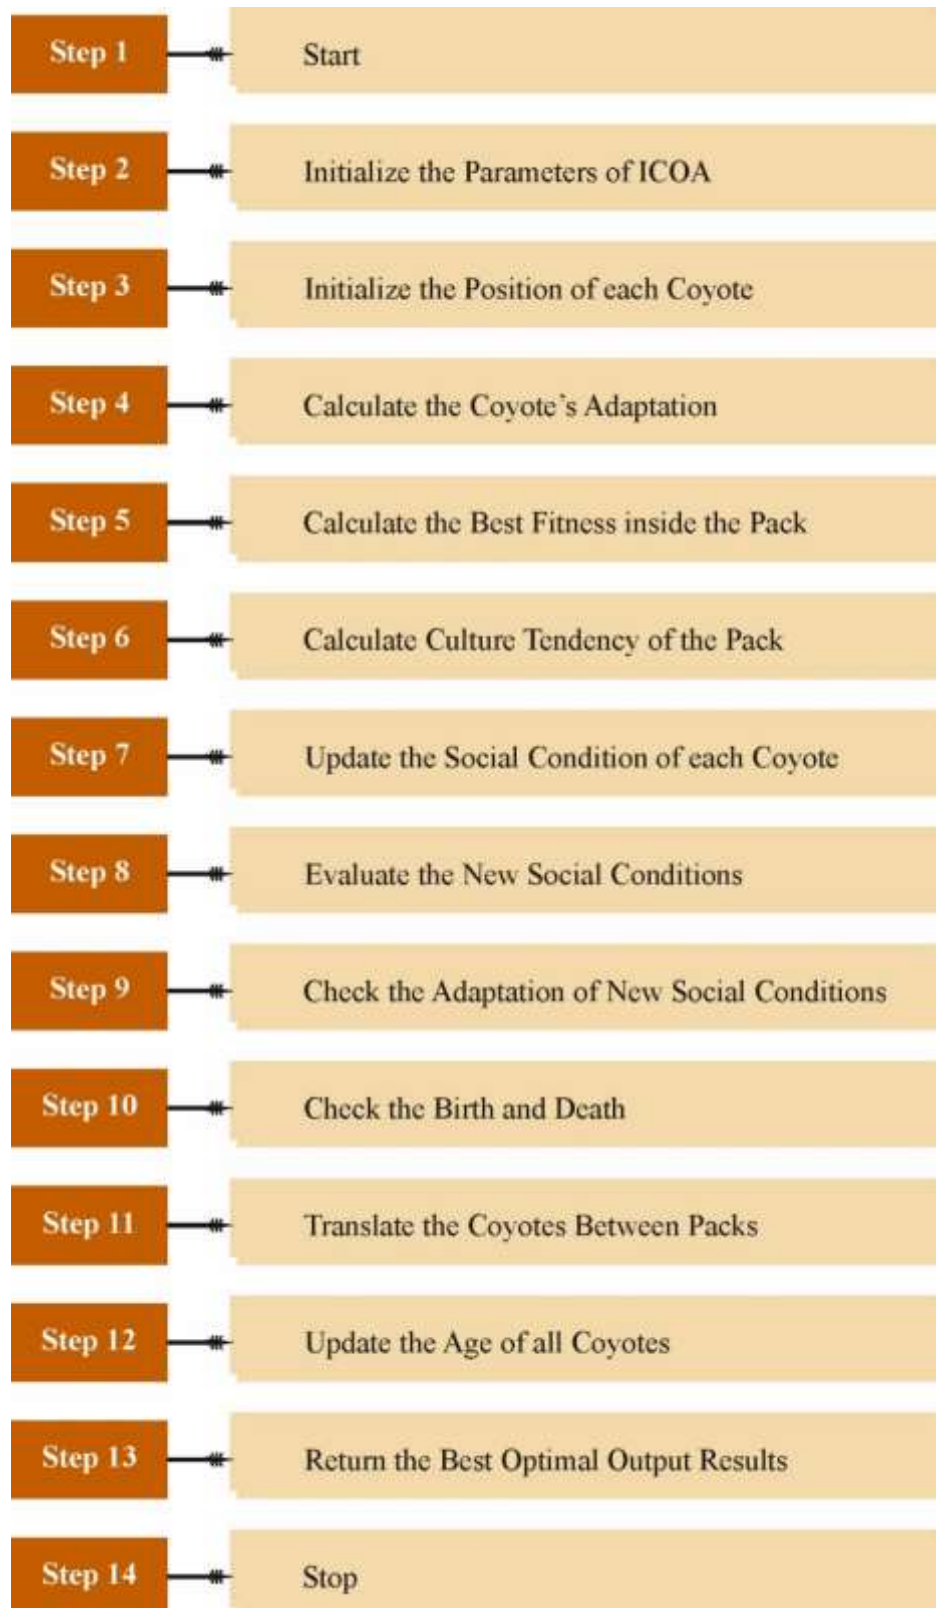 Step 1
Start
Step 2
Initialize the Parameters of ICOA
Step 3
Initialize the Position of each Coyote
Step 4
Calculate the Coyote's Adaptation
Step 5
Calculate the Best Fitness inside the Pack
Step 6
Calculate Culture Tendency of the Pack
Step 7
Update the Social Condition of each Coyote
Step 8
Evaluate the New Social Conditions
Step 9
Check the Adaptation of New Social Conditions
Step 10
Check the Birth and Death
Step 11
Translate the Coyotes Between Packs
Step 12
Update the Age of all Coyotes
Step 13
Return the Best Optimal Output Results
Step 14
Stop